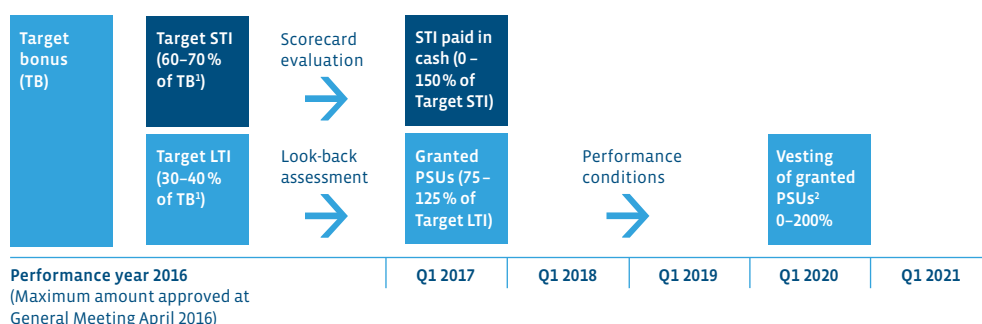 Target
bonus
(TB)
Target STI
(60–70 %
of TB¹)
Scorecard
evaluation
STI paid in
cash (0 –
150 % of
Target STI)
Target LTI
(30–40 %
of TB¹)
Look-back
assessment
Granted
PSUs (75 –
125 % of
Target LTI)
Performance
conditions
Vesting
of granted
PSUs²
0–200%
Performance year 2016
(Maximum amount approved at
General Meeting April 2016)
Q1 2017
Q1 2018
Q1 2019
Q1 2020
Q1 2021